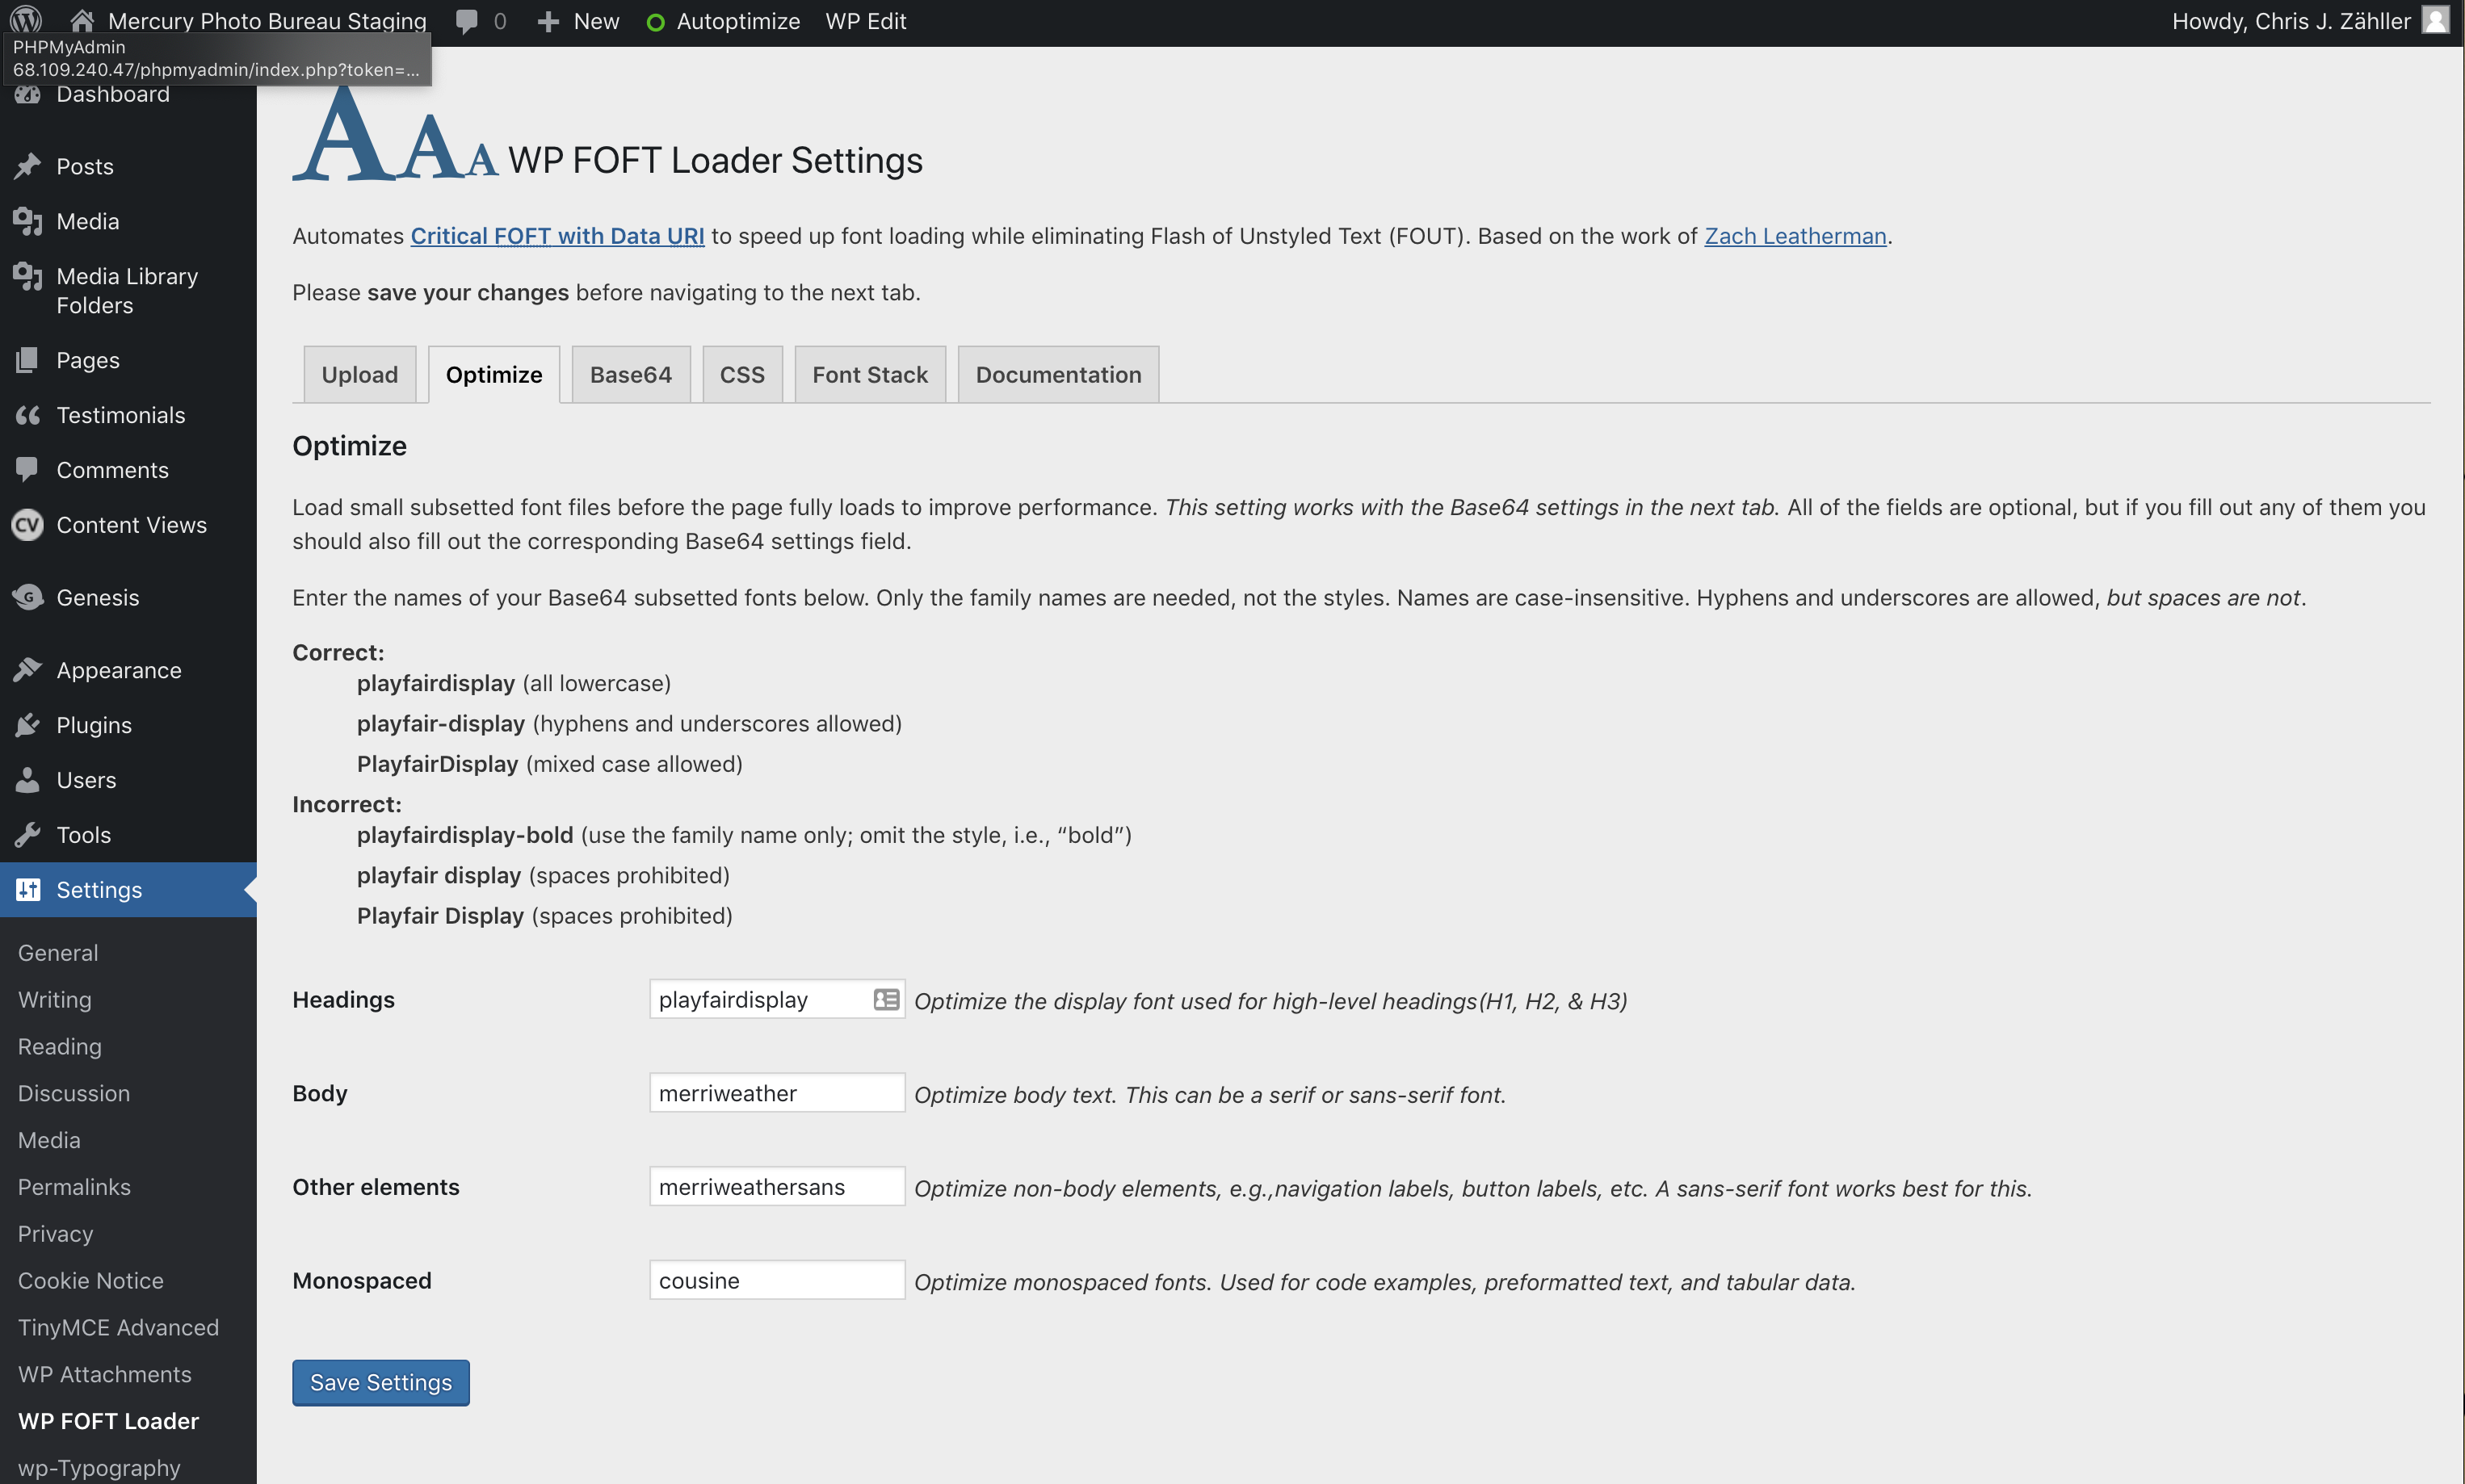 Mercury Photo Bureau Staging 0 New Autoptimize WP Edit Howdy, Chris J. Zähller
PHPMyAdmin
68.109.240.47/phpmyadmin/index.php?token=...
Dashboard
Posts
Media
Media Library
Folders
Pages
Testimonials
Comments
CV Content Views
G Genesis
Appearance
Plugins
Users
Tools
Settings
General
Writing
Reading
Discussion
Media
Permalinks
Privacy
Cookie Notice
TinyMCE Advanced
WP Attachments
WP FOFT Loader
wp-Typography
AAA WP FOFT Loader Settings
Automates Critical FOFT with Data URI to speed up font loading while eliminating Flash of Unstyled Text (FOUT). Based on the work of Zach Leatherman.
Please save your changes before navigating to the next tab.
Upload Optimize Base64 CSS Font Stack Documentation
Optimize
Load small subsetted font files before the page fully loads to improve performance. This setting works with the Base64 settings in the next tab. All of the fields are optional, but if you fill out any of them you
should also fill out the corresponding Base64 settings field.
Enter the names of your Base64 subsetted fonts below. Only the family names are needed, not the styles. Names are case-insensitive. Hyphens and underscores are allowed, but spaces are not.
Correct:
playfairdisplay (all lowercase)
playfair-display (hyphens and underscores allowed)
PlayfairDisplay (mixed case allowed)
Incorrect:
playfairdisplay-bold (use the family name only; omit the style, i.e., “bold”)
playfair display (spaces prohibited)
Playfair Display (spaces prohibited)
Headings playfairdisplay Optimize the display font used for high-level headings(H1, H2, & H3)
Body merriweather Optimize body text. This can be a serif or sans-serif font.
Other elements merriweathersans Optimize non-body elements, e.g.,navigation labels, button labels, etc. A sans-serif font works best for this.
Monospaced cousine Optimize monospaced fonts. Used for code examples, preformatted text, and tabular data.
Save Settings